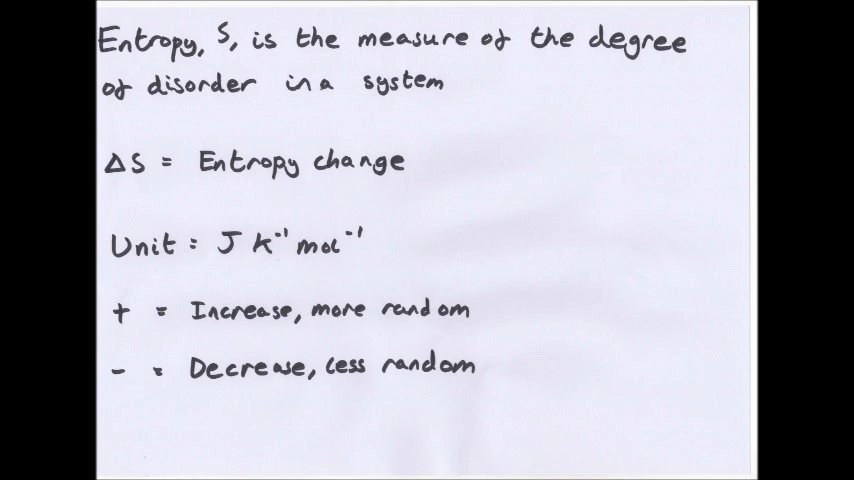 Entropy, S, is the measure of the degree
of disorder in a system
ΔS = Entropy change
Unit = J K⁻¹ mol⁻¹
+ = Increase, more random
- = Decrease, less random